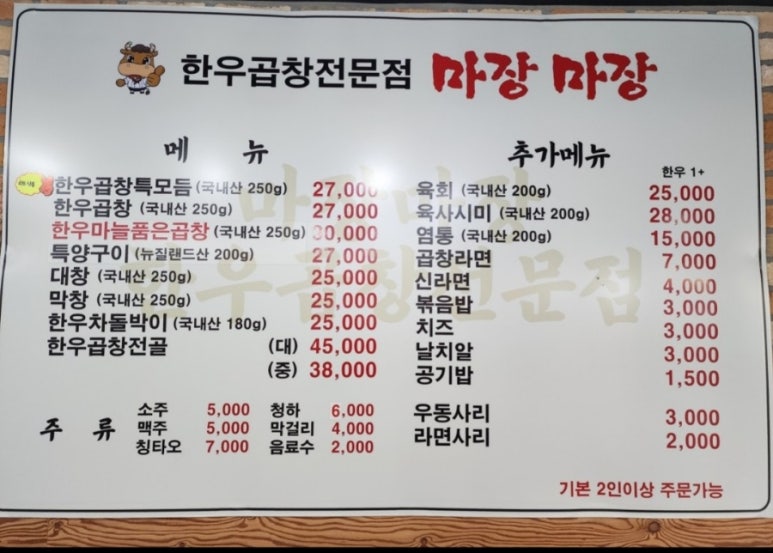 한우곱창전문점 마장 마장
메 뉴
한우곱창특모듬 (국내산 250g) 27,000
한우곱창 (국내산 250g) 27,000
한우마늘품은곱창 (국내산 250g) 30,000
특양구이 (뉴질랜드산 200g) 27,000
대창 (국내산 250g) 25,000
막창 (국내산 250g) 25,000
한우차돌박이 (국내산 180g) 25,000
한우곱창전골 (대) 45,000
(중) 38,000
주 류
소주 5,000 청하 6,000
맥주 5,000 막걸리 4,000
칭타오 7,000 음료수 2,000
추가메뉴
한우 1+
육회 (국내산 200g) 25,000
육사시미 (국내산 200g) 28,000
염통 (국내산 200g) 15,000
곱창라면 7,000
신라면 4,000
볶음밥 3,000
치즈 3,000
날치알 3,000
공기밥 1,500
우동사리 3,000
라면사리 2,000
기본 2인이상 주문가능
마장마장
한우곱창전문점